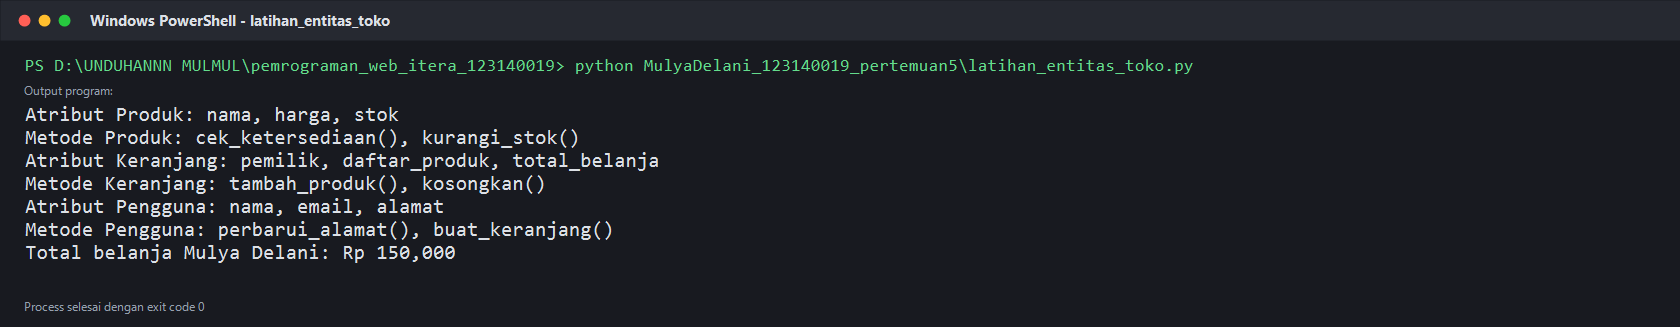 Windows PowerShell - latihan_entitas_toko
PS D:\UNDUHANNN MULMUL\pemrograman_web_itera_123140019> python MulyaDelani_123140019_pertemuan5\latihan_entitas_toko.py
Output program:
Atribut Produk: nama, harga, stok
Metode Produk: cek_ketersediaan(), kurangi_stok()
Atribut Keranjang: pemilik, daftar_produk, total_belanja
Metode Keranjang: tambah_produk(), kosongkan()
Atribut Pengguna: nama, email, alamat
Metode Pengguna: perbarui_alamat(), buat_keranjang()
Total belanja Mulya Delani: Rp 150,000
Process selesai dengan exit code 0